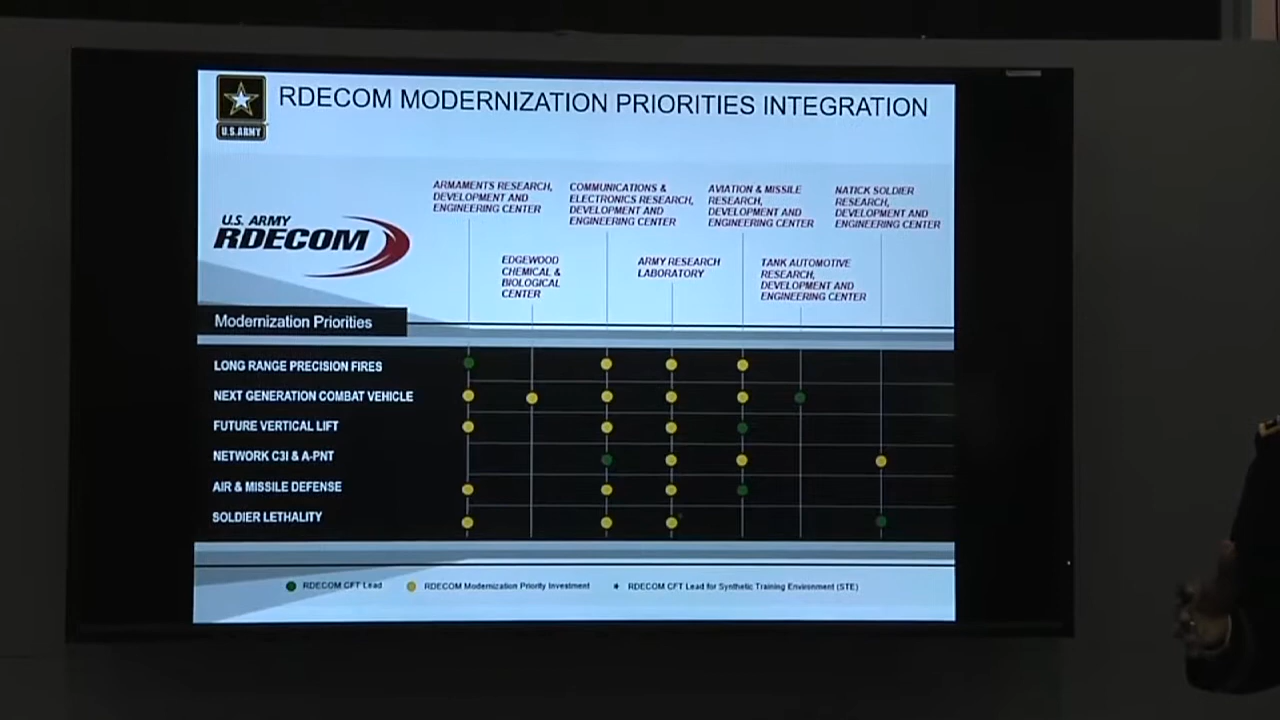 RDECOM MODERNIZATION PRIORITIES INTEGRATION
U.S.ARMY
ARMAMENTS RESEARCH,
DEVELOPMENT AND
ENGINEERING CENTER
COMMUNICATIONS &
ELECTRONICS RESEARCH,
DEVELOPMENT AND
ENGINEERING CENTER
AVIATION & MISSILE
RESEARCH,
DEVELOPMENT AND
ENGINEERING CENTER
NATICK SOLDIER
RESEARCH,
DEVELOPMENT AND
ENGINEERING CENTER
U.S. ARMY
RDECOM
EDGEWOOD
CHEMICAL &
BIOLOGICAL
CENTER
ARMY RESEARCH
LABORATORY
TANK AUTOMOTIVE
RESEARCH,
DEVELOPMENT AND
ENGINEERING CENTER
Modernization Priorities
LONG RANGE PRECISION FIRES
NEXT GENERATION COMBAT VEHICLE
FUTURE VERTICAL LIFT
NETWORK C3I & A-PNT
AIR & MISSILE DEFENSE
SOLDIER LETHALITY
RDECOM CFT Lead
RDECOM Modernization Priority Investment
* RDECOM CFT Lead for Synthetic Training Environment (STE)